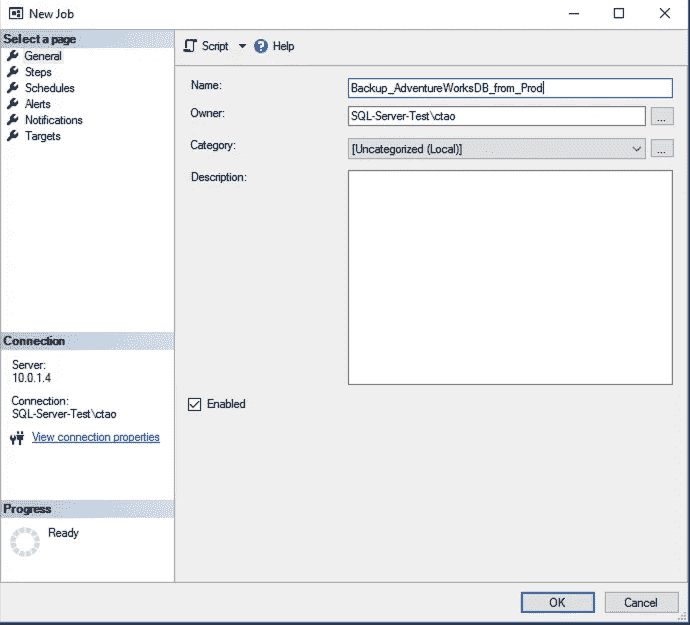 New Job
Select a page
General
Steps
Schedules
Alerts
Notifications
Targets
Script
Help
Name:
Backup_AdventureWorksDB_from_Prod
Owner:
SQL-Server-Test\ctao
...
Category:
[Uncategorized (Local)]
...
Description:
Enabled
Connection
Server:
10.0.1.4
Connection:
SQL-Server-Test\ctao
View connection properties
Progress
Ready
OK
Cancel